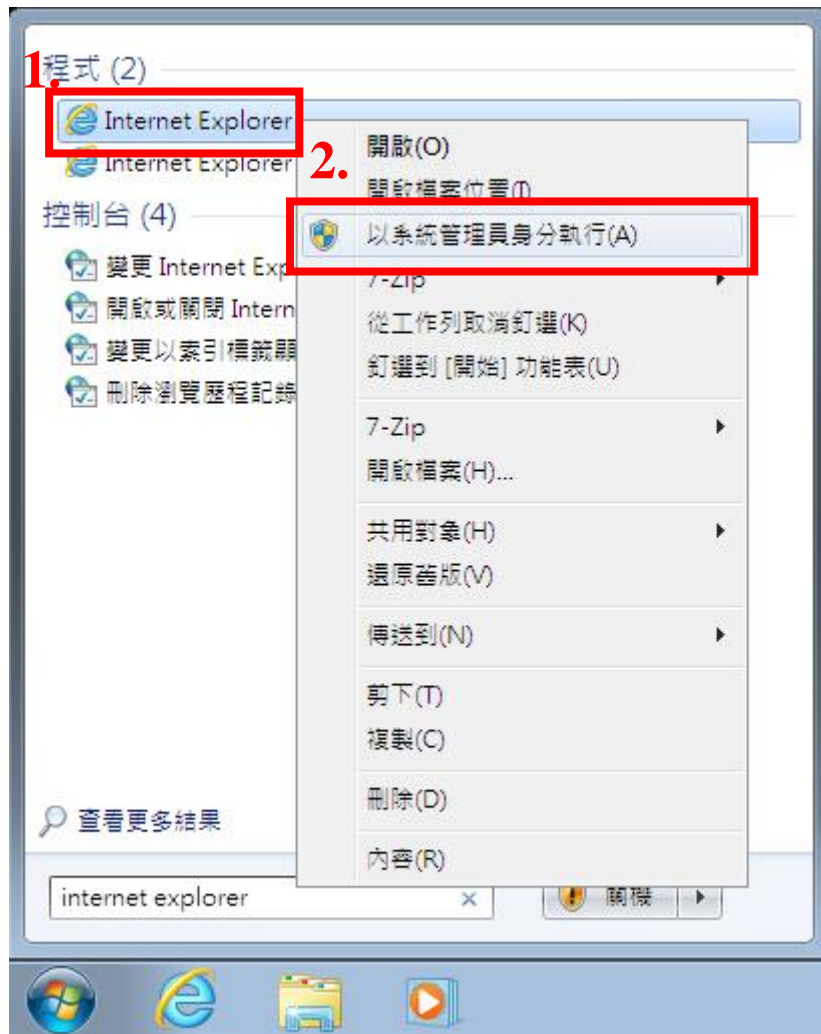 程式 (2)
1.
Internet Explorer
Internet Explorer
2.
控制台 (4)
變更 Internet Exp
開啟或關閉 Intern
變更以索引標籤顯
刪除瀏覽歷程記錄
開啟(O)
開啟檔案位置(I)
以系統管理員身分執行(A)
7-Zip
從工作列取消釘選(K)
釘選到 [開始] 功能表(U)
7-Zip
開啟檔案(H)...
共用對象(H)
還原舊版(V)
傳送到(N)
剪下(T)
複製(C)
刪除(D)
內容(R)
查看更多結果
internet explorer
關機